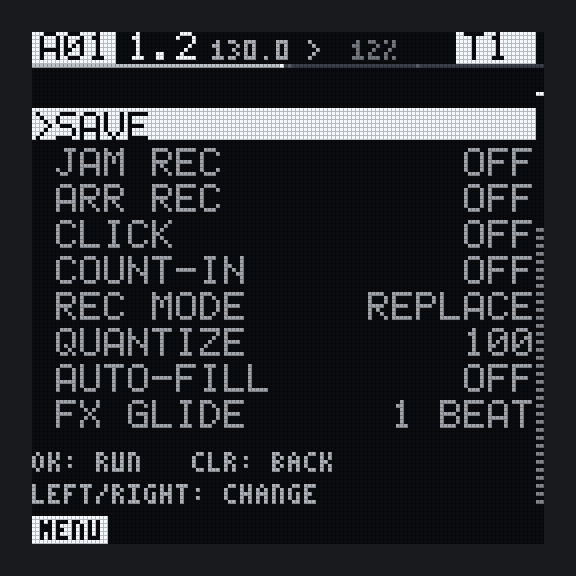 A01 1.2 130.0 > 12% T1
>SAVE
JAM REC OFF
ARR REC OFF
CLICK OFF
COUNT-IN OFF
REC MODE REPLACE
QUANTIZE 100
AUTO-FILL OFF
FX GLIDE 1 BEAT
OK: RUN CLR: BACK
LEFT/RIGHT: CHANGE
MENU